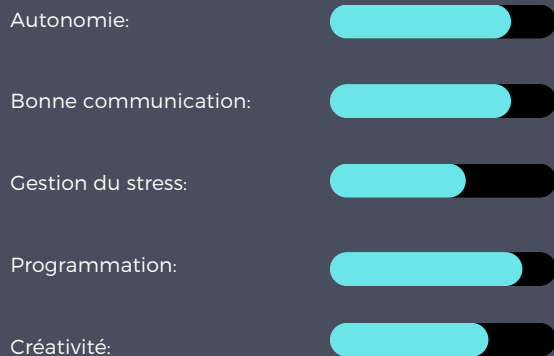 Autonomie:
Bonne communication:
Gestion du stress:
Programmation:
Créativité: